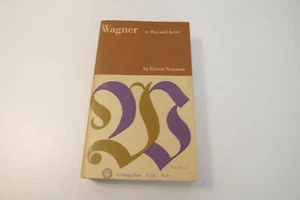 Wagner as Man and Artist
by Ernest Newman
W
A Vintage Book